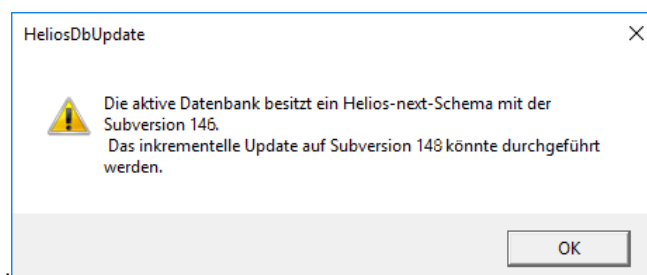 HeliosDbUpdate
Die aktive Datenbank besitzt ein Helios-next-Schema mit der
Subversion 146.
Das inkrementelle Update auf Subversion 148 könnte durchgeführt
werden.
OK